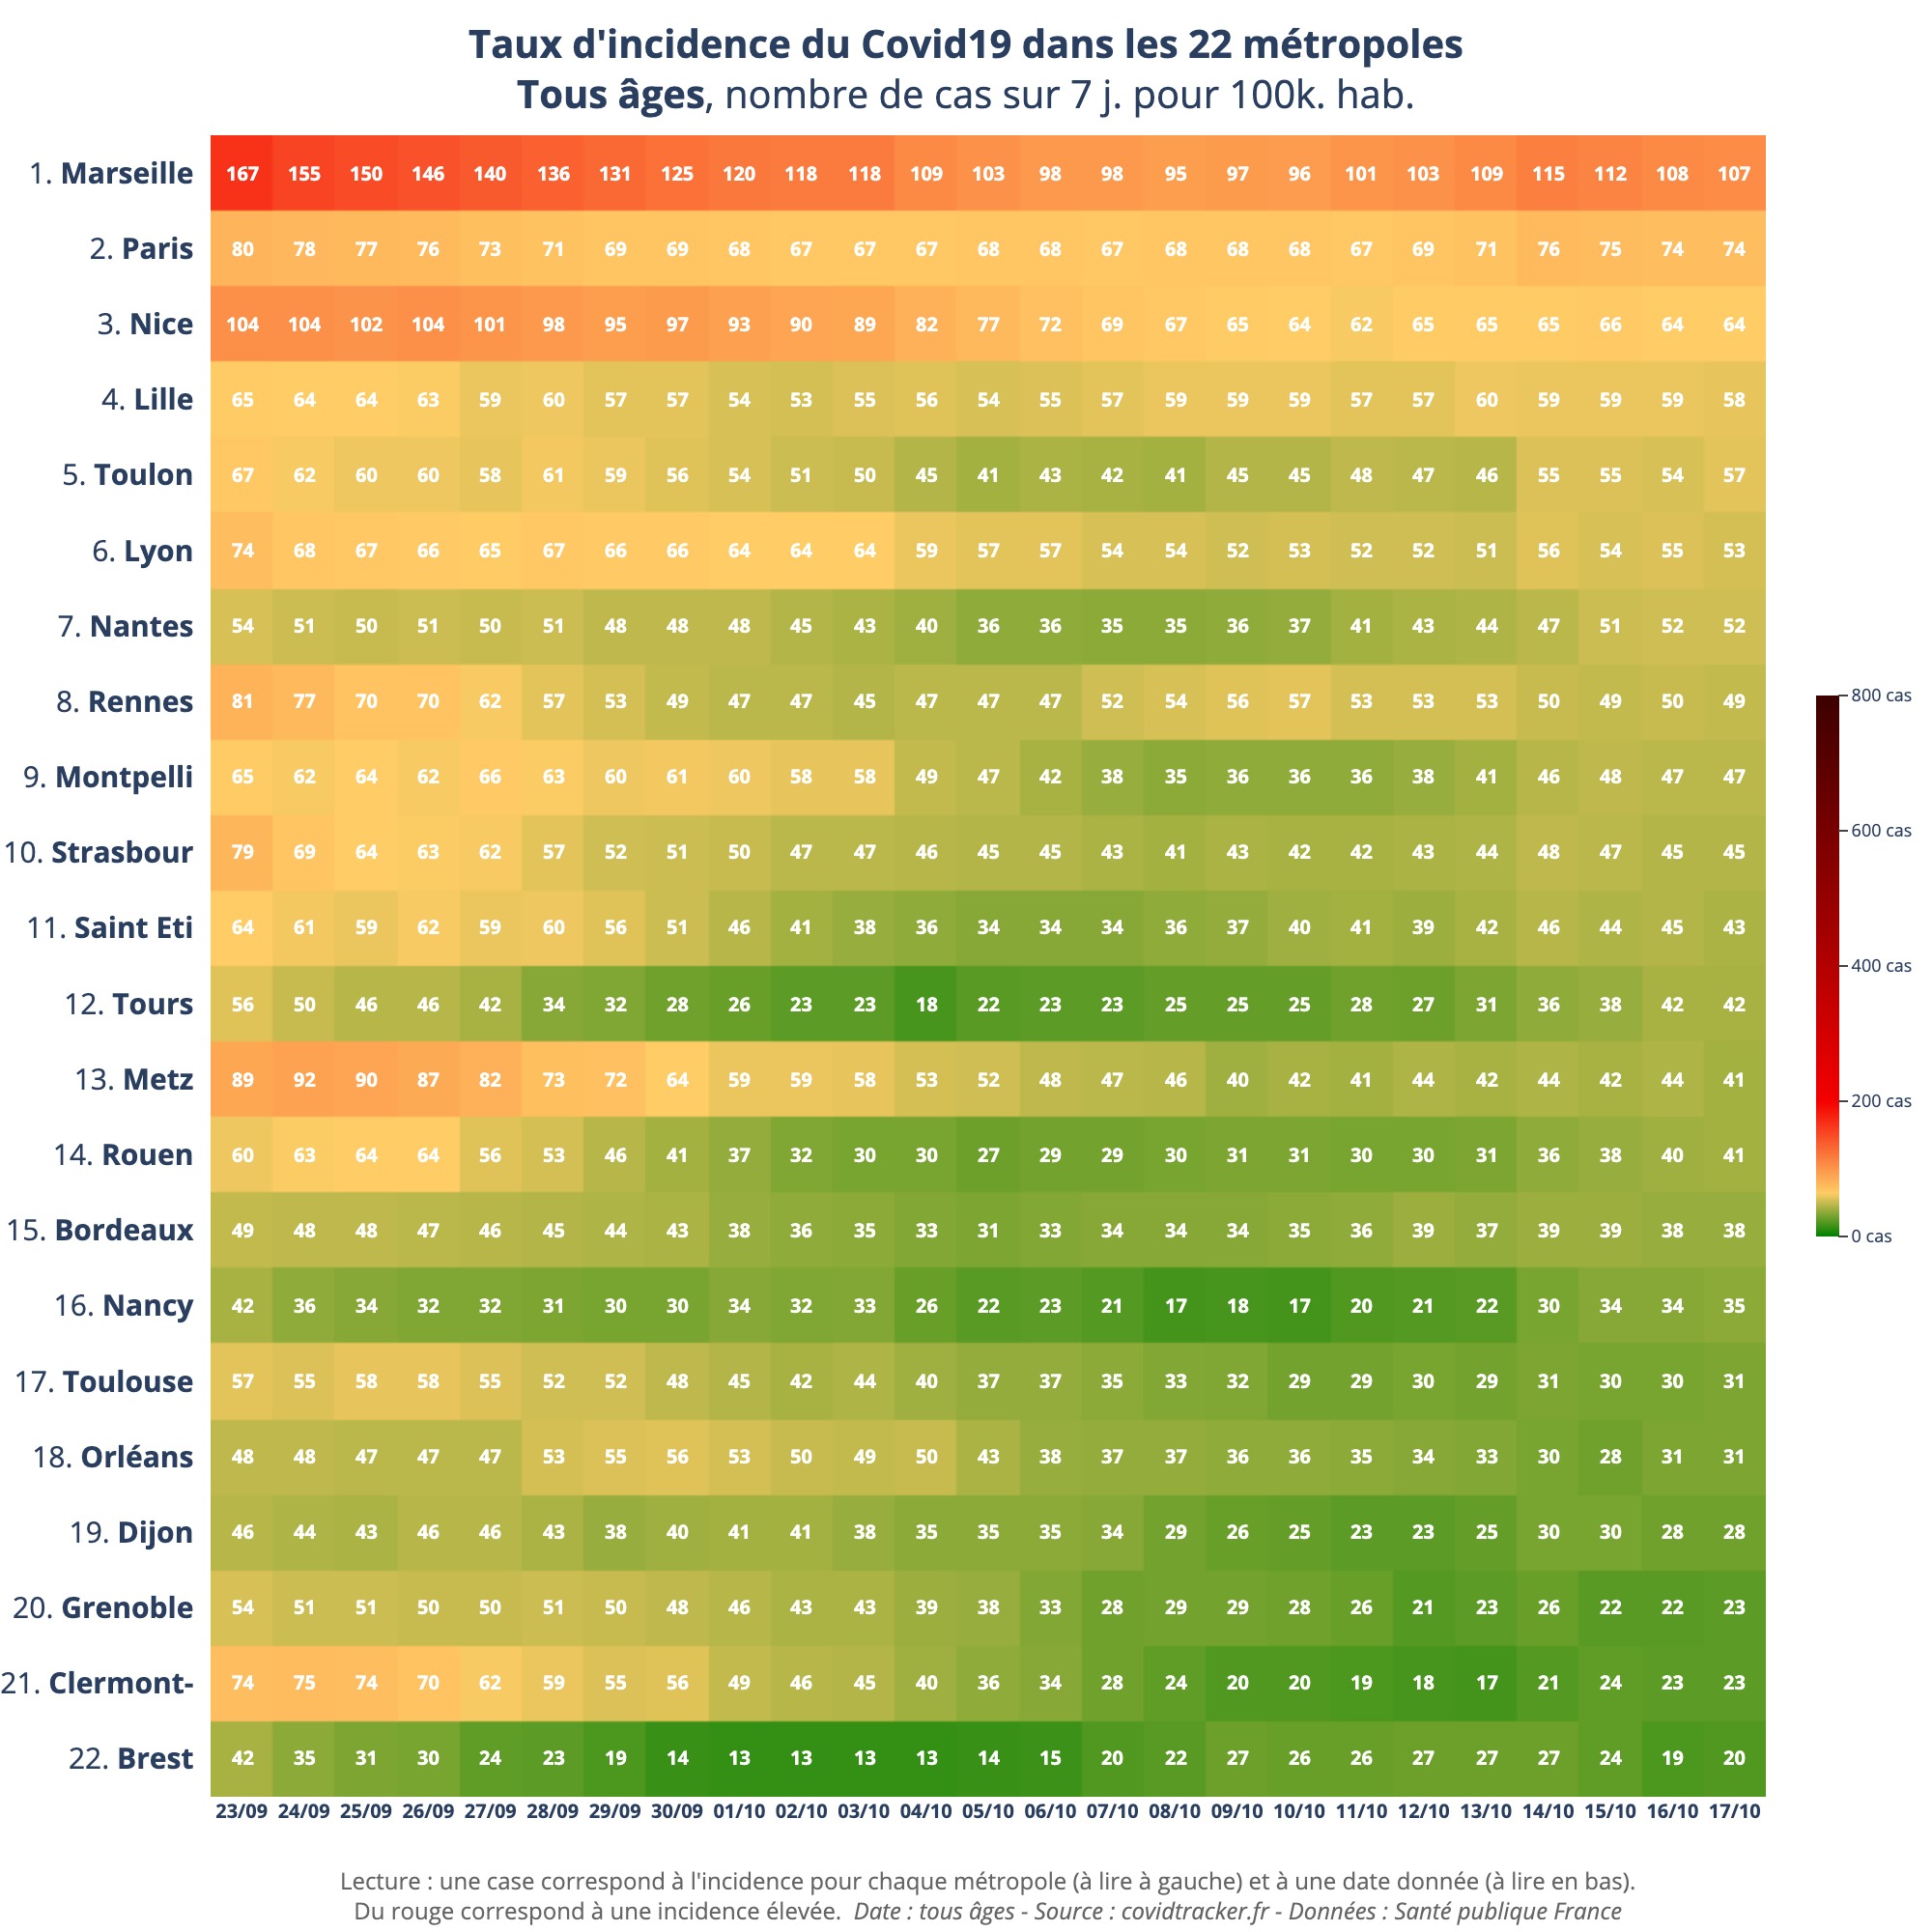 Taux d'incidence du Covid19 dans les 22 métropoles
Tous âges, nombre de cas sur 7 j. pour 100k. hab.
1. Marseille 167 155 150 146 140 136 131 125 120 118 118 109 103 98 98 95 97 96 101 103 109 115 112 108 107
2. Paris 80 78 77 76 73 71 69 69 68 67 67 67 68 68 67 68 68 68 67 69 71 76 75 74 74
3. Nice 104 104 102 104 101 98 95 97 93 90 89 82 77 72 69 67 65 64 62 65 65 65 66 64 64
4. Lille 65 64 64 63 59 60 57 57 54 53 55 56 54 55 57 59 59 59 57 57 60 59 59 59 58
5. Toulon 67 62 60 60 58 61 59 56 54 51 50 45 41 43 42 41 45 45 48 47 46 55 55 54 57
6. Lyon 74 68 67 66 65 67 66 66 64 64 64 59 57 57 54 54 52 53 52 52 51 56 54 55 53
7. Nantes 54 51 50 51 50 51 48 48 48 45 43 40 36 36 35 35 36 37 41 43 44 47 51 52 52
8. Rennes 81 77 70 70 62 57 53 49 47 47 45 47 47 47 52 54 56 57 53 53 53 50 49 50 49
800 cas
9. Montpelli 65 62 64 62 66 63 60 61 60 58 58 49 47 42 38 35 36 36 36 38 41 46 48 47 47
600 cas
10. Strasbour 79 69 64 63 62 57 52 51 50 47 47 46 45 45 43 41 43 42 42 43 44 48 47 45 45
11. Saint Eti 64 61 59 62 59 60 56 51 46 41 38 36 34 34 34 36 37 40 41 39 42 46 44 45 43
400 cas
12. Tours 56 50 46 46 42 34 32 28 26 23 23 18 22 23 23 25 25 25 28 27 31 36 38 42 42
13. Metz 89 92 90 87 82 73 72 64 59 59 58 53 52 48 47 46 40 42 41 44 42 44 42 44 41
200 cas
14. Rouen 60 63 64 64 56 53 46 41 37 32 30 30 27 29 29 30 31 31 30 30 31 36 38 40 41
15. Bordeaux 49 48 48 47 46 45 44 43 38 36 35 33 31 33 34 34 34 35 36 39 37 39 39 38 38
0 cas
16. Nancy 42 36 34 32 32 31 30 30 34 32 33 26 22 23 21 17 18 17 20 21 22 30 34 34 35
17. Toulouse 57 55 58 58 55 52 52 48 45 42 44 40 37 37 35 33 32 29 29 30 29 31 30 30 31
18. Orléans 48 48 47 47 47 53 55 56 53 50 49 50 43 38 37 37 36 36 35 34 33 30 28 31 31
19. Dijon 46 44 43 46 46 43 38 40 41 41 38 35 35 35 34 29 26 25 23 23 25 30 30 28 28
20. Grenoble 54 51 51 50 50 51 50 48 46 43 43 39 38 33 28 29 29 28 26 21 23 26 22 22 23
21. Clermont- 74 75 74 70 62 59 55 56 49 46 45 40 36 34 28 24 20 20 19 18 17 21 24 23 23
22. Brest 42 35 31 30 24 23 19 14 13 13 13 13 14 15 20 22 27 26 26 27 27 27 24 19 20
23/09 24/09 25/09 26/09 27/09 28/09 29/09 30/09 01/10 02/10 03/10 04/10 05/10 06/10 07/10 08/10 09/10 10/10 11/10 12/10 13/10 14/10 15/10 16/10 17/10
Lecture : une case correspond à l'incidence pour chaque métropole (à lire à gauche) et à une date donnée (à lire en bas).
Du rouge correspond à une incidence élevée. Date : tous âges - Source : covidtracker.fr - Données : Santé publique France